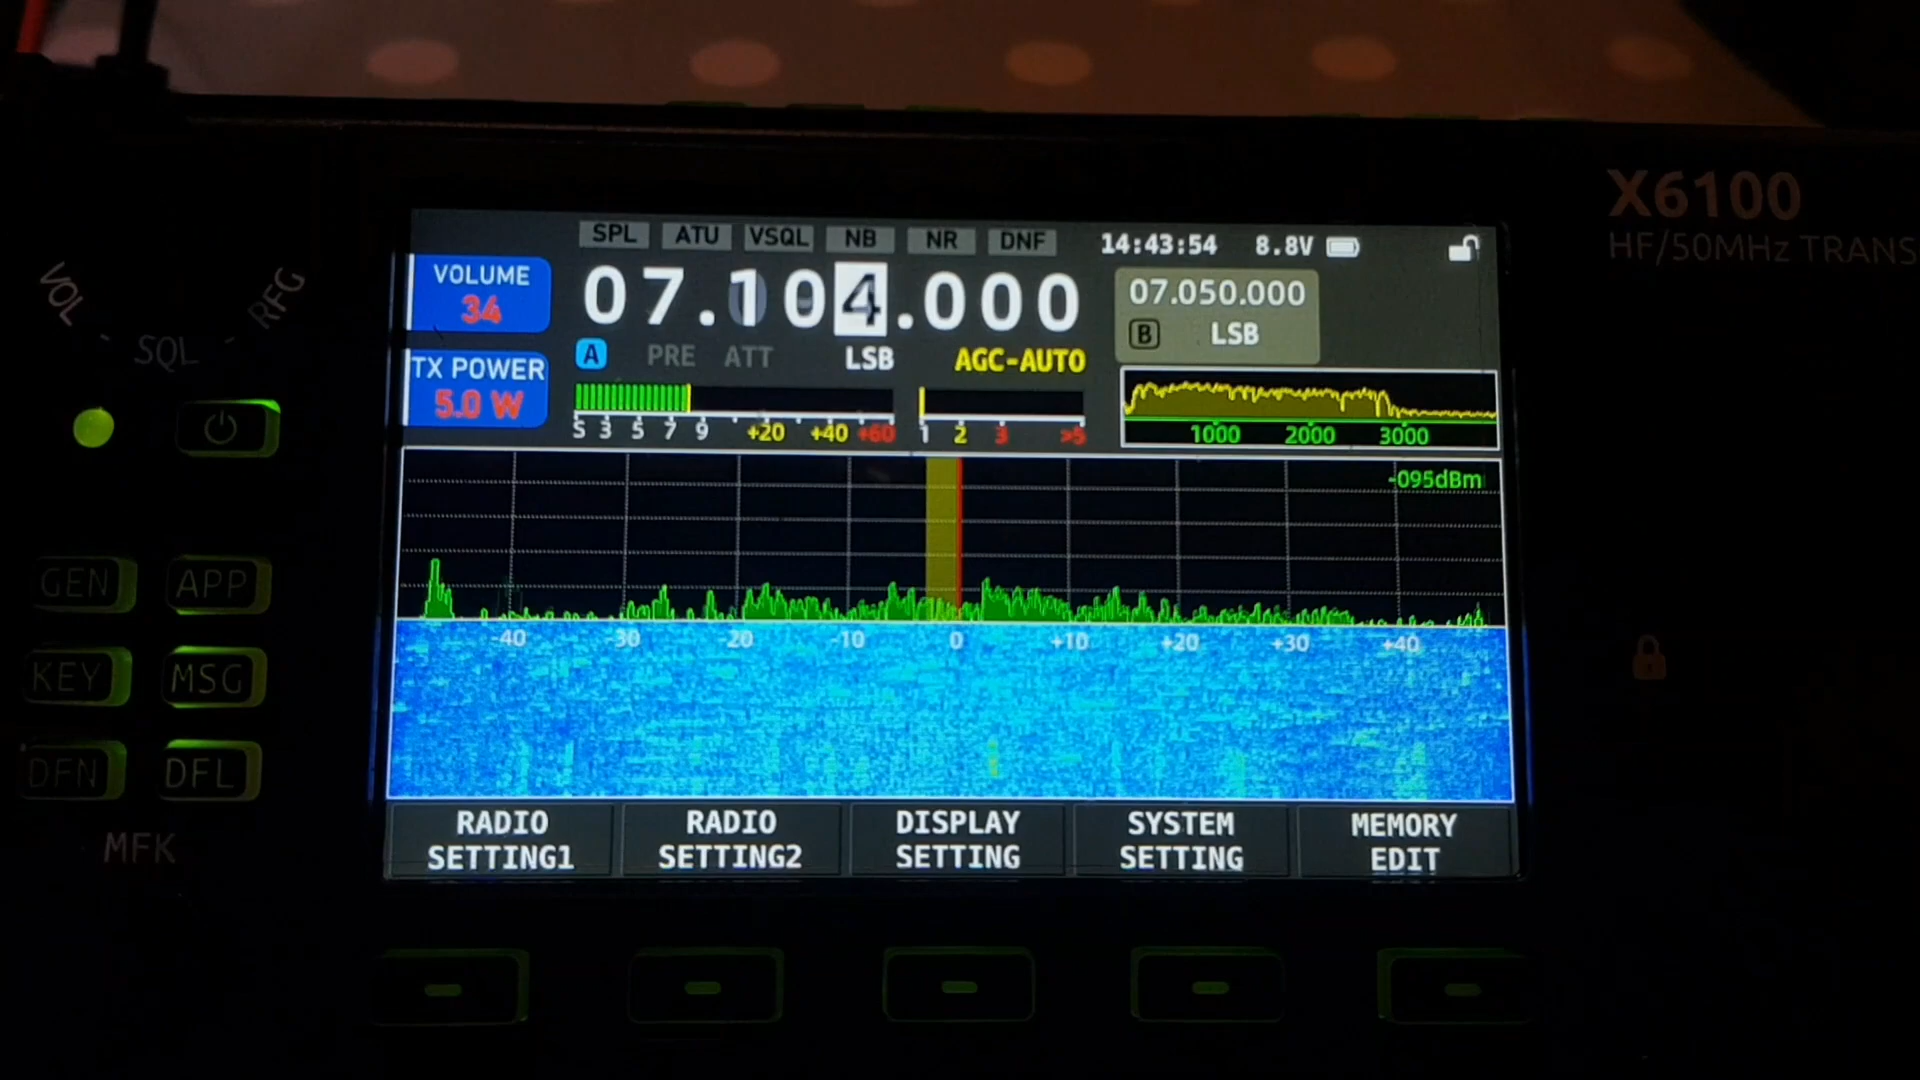 X6100
HF/50MHz TRANS
VOL SQL RFG
SPL ATU VSQL NB NR DNF 14:43:54 8.8V
VOLUME
34
07.104.000
07.050.000
B LSB
A PRE ATT LSB AGC-AUTO
TX POWER
5.0 W
S 3 5 7 9 +20 +40 +60 1 2 3 >5
1000 2000 3000
-095dBm
-40 -30 -20 -10 0 +10 +20 +30 +40
GEN APP
KEY MSG
DFN DFL
MFK
RADIO SETTING1
RADIO SETTING2
DISPLAY SETTING
SYSTEM SETTING
MEMORY EDIT